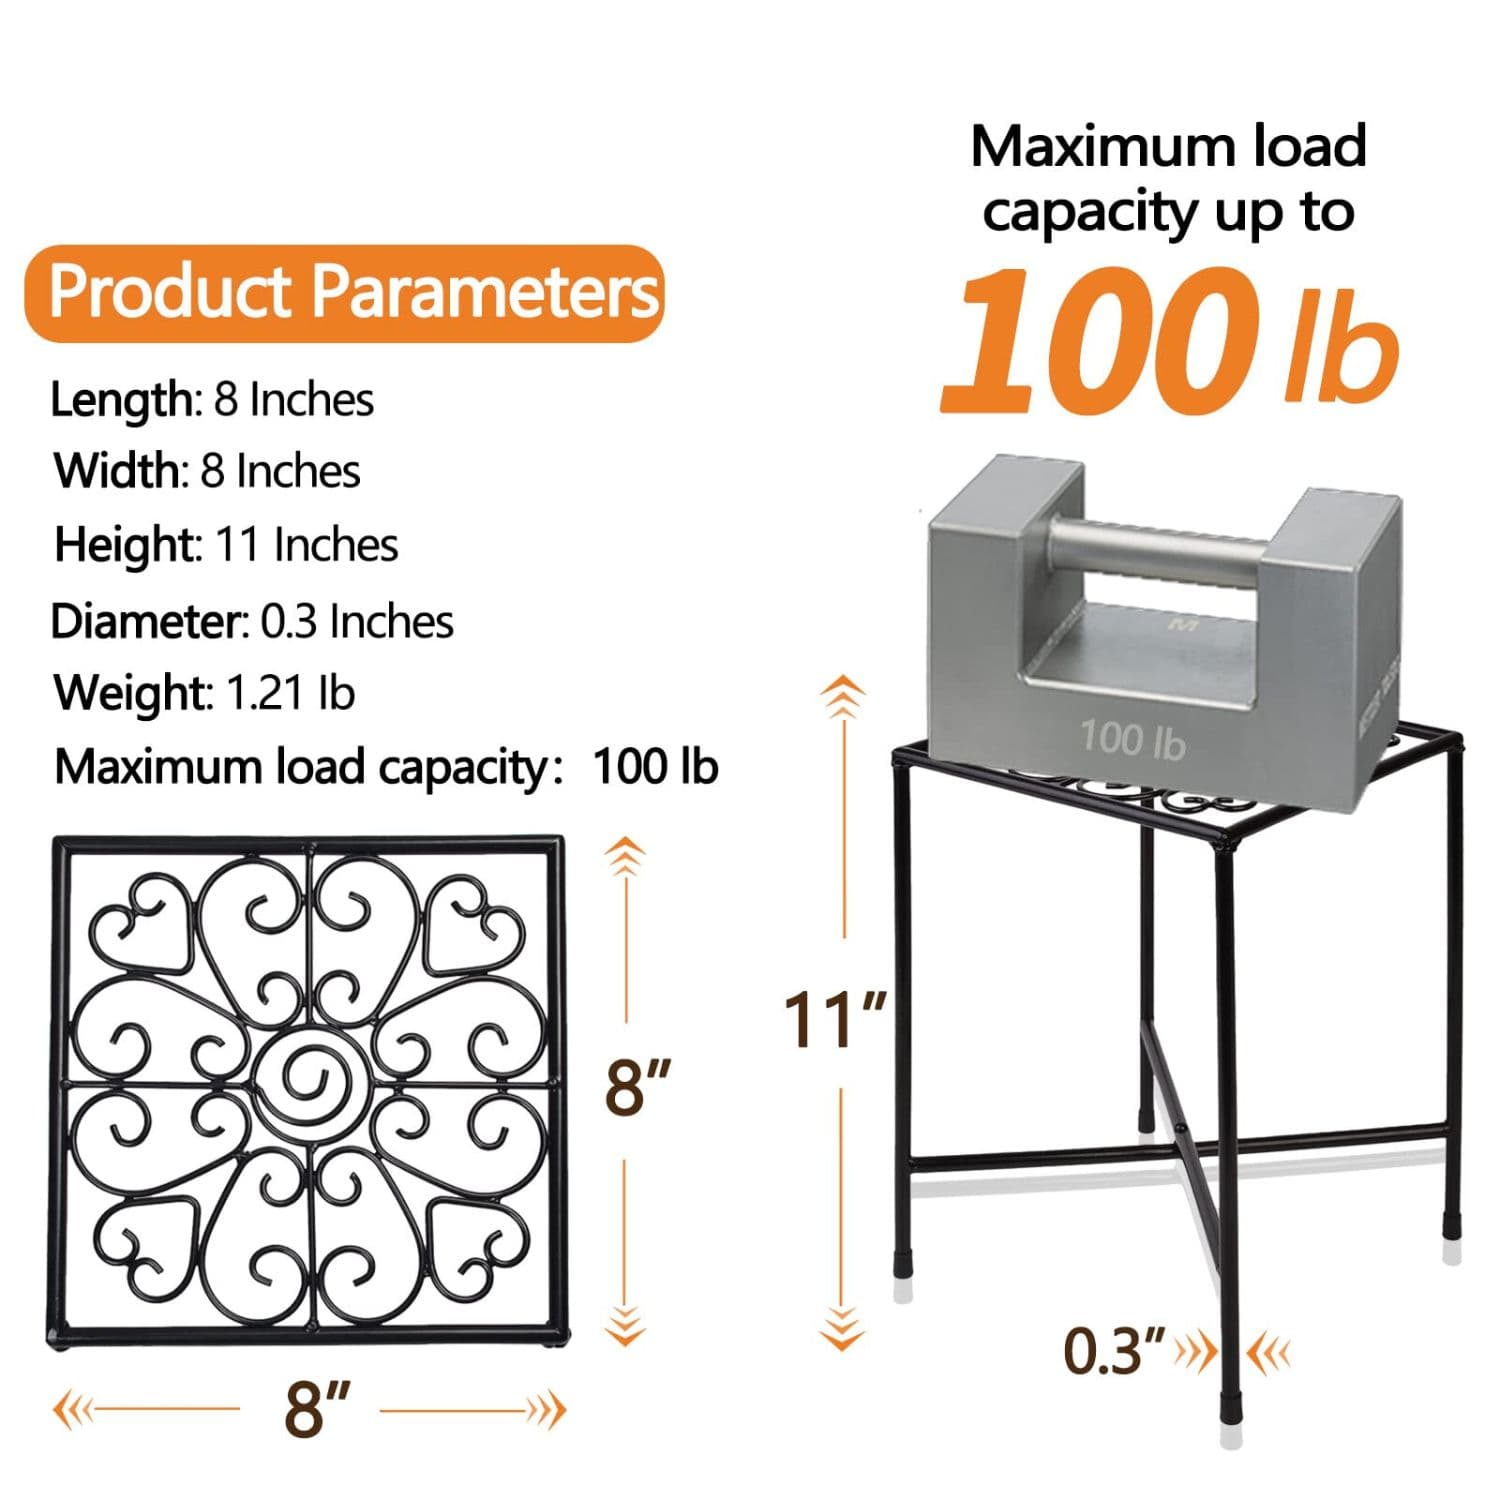 Maximum load
capacity up to
100 lb
Product Parameters
Length: 8 Inches
Width: 8 Inches
Height: 11 Inches
Diameter: 0.3 Inches
Weight: 1.21 lb
Maximum load capacity: 100 lb
M
100 lb
11"
8"
0.3"
8"